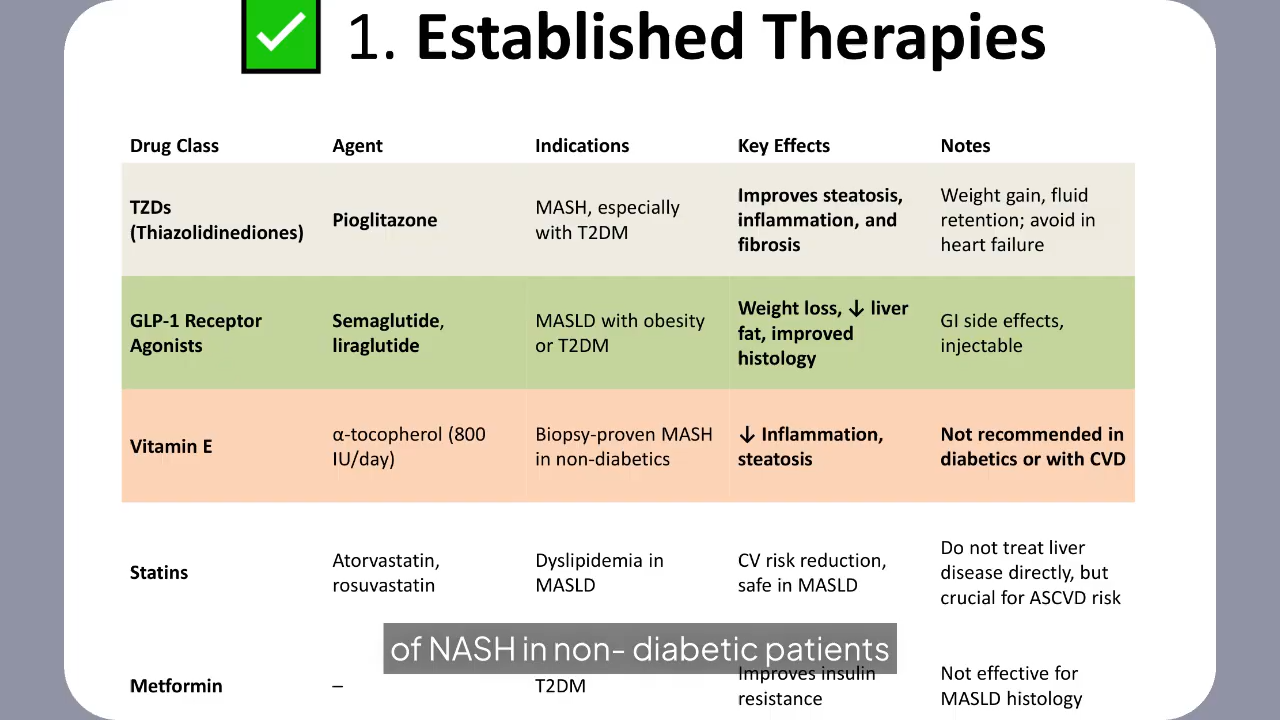 1. Established Therapies
Drug Class Agent Indications Key Effects Notes
TZDs
(Thiazolidinediones)
Pioglitazone
MASH, especially
with T2DM
Improves steatosis,
inflammation, and
fibrosis
Weight gain, fluid
retention; avoid in
heart failure
GLP-1 Receptor
Agonists
Semaglutide,
liraglutide
MASLD with obesity
or T2DM
Weight loss, ↓ liver
fat, improved
histology
GI side effects,
injectable
Vitamin E
α-tocopherol (800
IU/day)
Biopsy-proven MASH
in non-diabetics
↓ Inflammation,
steatosis
Not recommended in
diabetics or with CVD
Statins
Atorvastatin,
rosuvastatin
Dyslipidemia in
MASLD
CV risk reduction,
safe in MASLD
Do not treat liver
disease directly, but
crucial for ASCVD risk
of NASH in non- diabetic patients
Metformin
–
T2DM
Improves insulin
resistance
Not effective for
MASLD histology